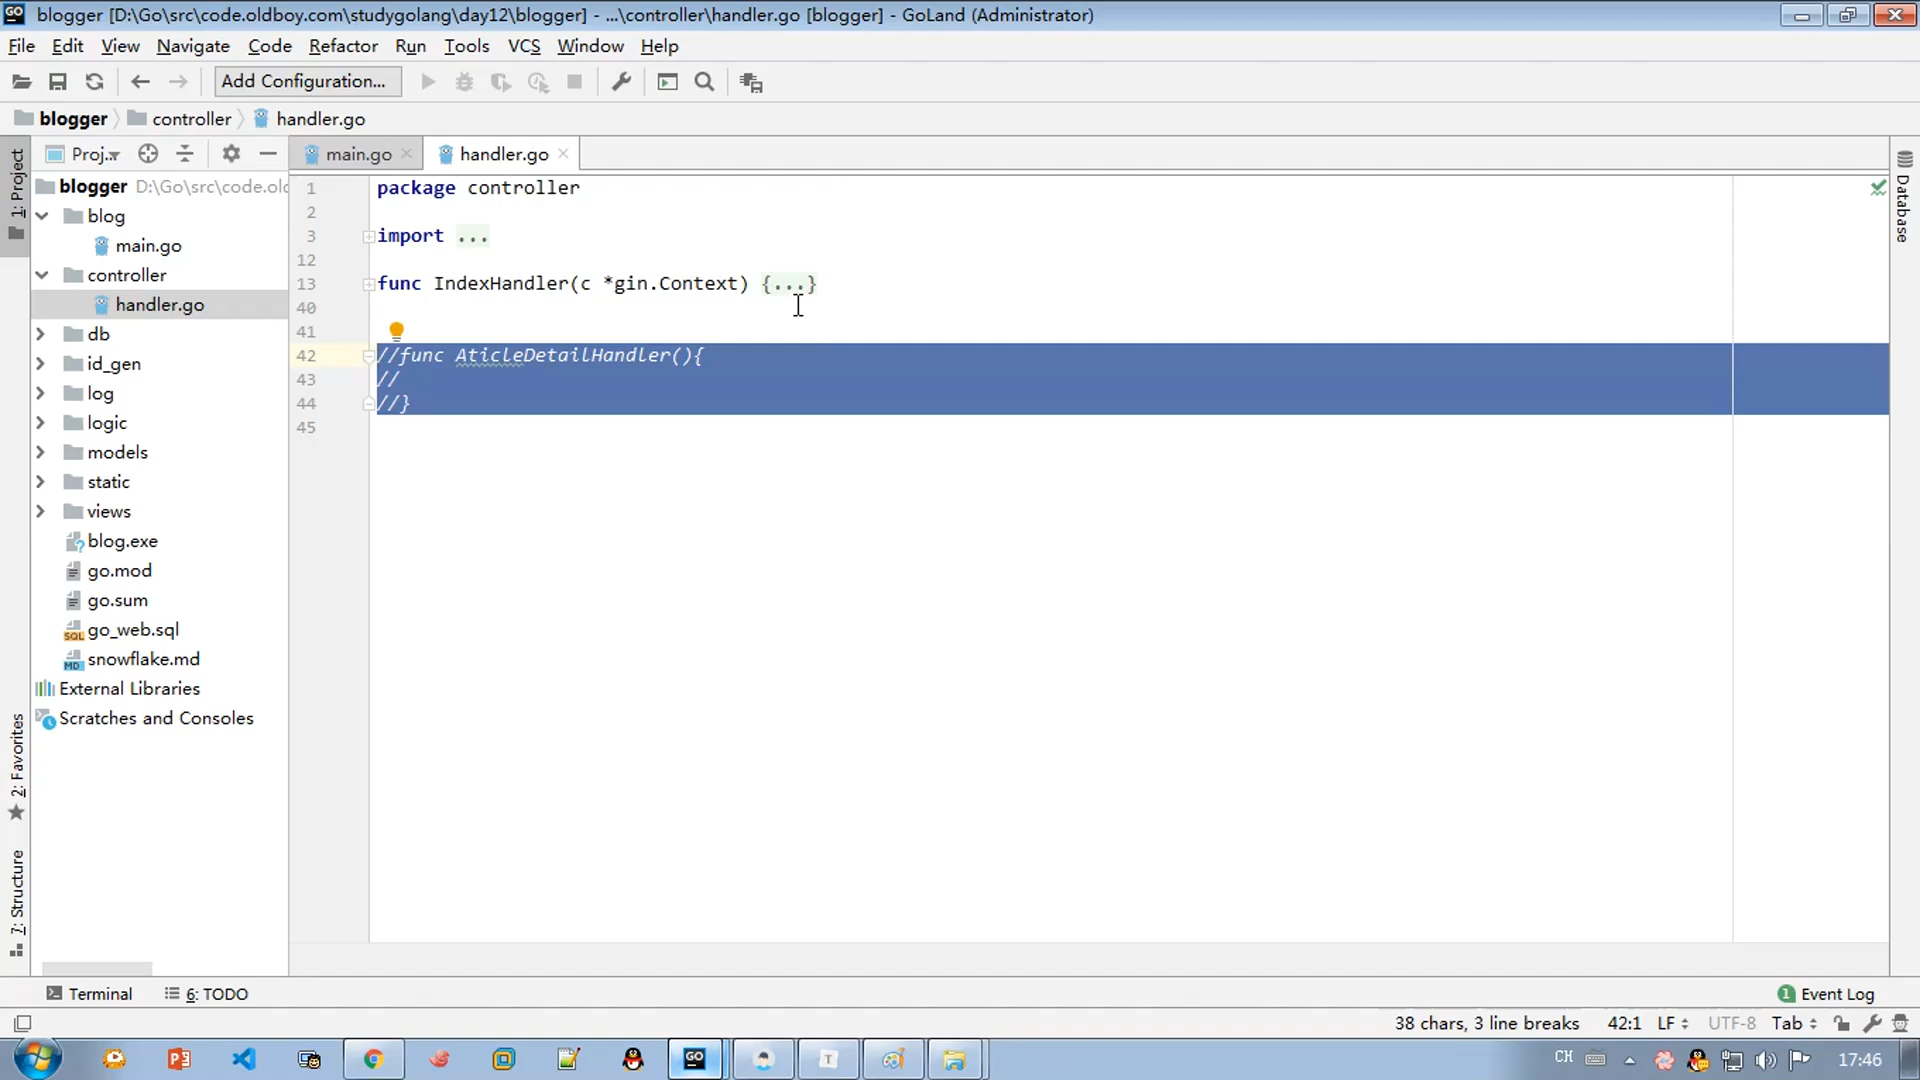 blogger [D:\Go\src\code.oldboy.com\studygolang\day12\blogger] - ...\controller\handler.go [blogger] - GoLand (Administrator)
File Edit View Navigate Code Refactor Run Tools VCS Window Help
Add Configuration...
blogger controller handler.go
Proj... main.go handler.go
1: Project
blogger D:\Go\src\code.old
blog
main.go
controller
handler.go
db
id_gen
log
logic
models
static
views
blog.exe
go.mod
go.sum
go_web.sql
snowflake.md
External Libraries
Scratches and Consoles
2: Favorites
7: Structure
1 package controller
2
3 import ...
12
13 func IndexHandler(c *gin.Context) {...}
40
41
42 //func AticleDetailHandler(){
43 //
44 //}
45
Database
Terminal 6: TODO 1 Event Log
38 chars, 3 line breaks 42:1 LF UTF-8 Tab
CH 17:46